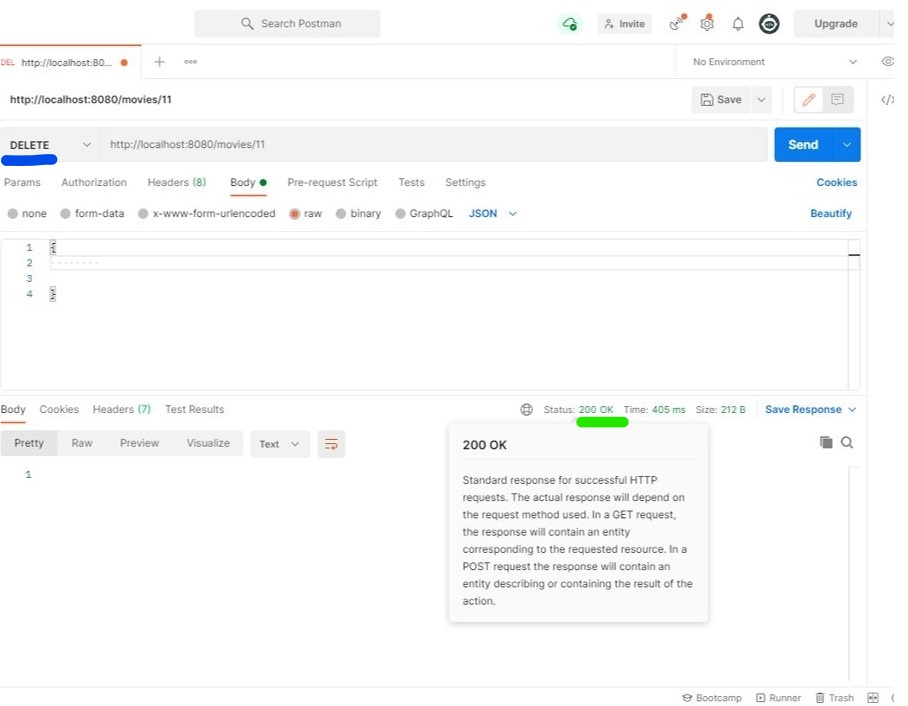 Search Postman
Invite
Upgrade
DEL http://localhost:80...
No Environment
http://localhost:8080/movies/11
Save
DELETE http://localhost:8080/movies/11
Send
Params Authorization Headers (8) Body Pre-request Script Tests Settings Cookies
none form-data x-www-form-urlencoded raw binary GraphQL JSON Beautify
1 {
2
3
4 }
Body Cookies Headers (7) Test Results Status: 200 OK Time: 405 ms Size: 212 B Save Response
Pretty Raw Preview Visualize Text
1
200 OK
Standard response for successful HTTP
requests. The actual response will depend on
the request method used. In a GET request,
the response will contain an entity
corresponding to the requested resource. In a
POST request the response will contain an
entity describing or containing the result of the
action.
Bootcamp Runner Trash